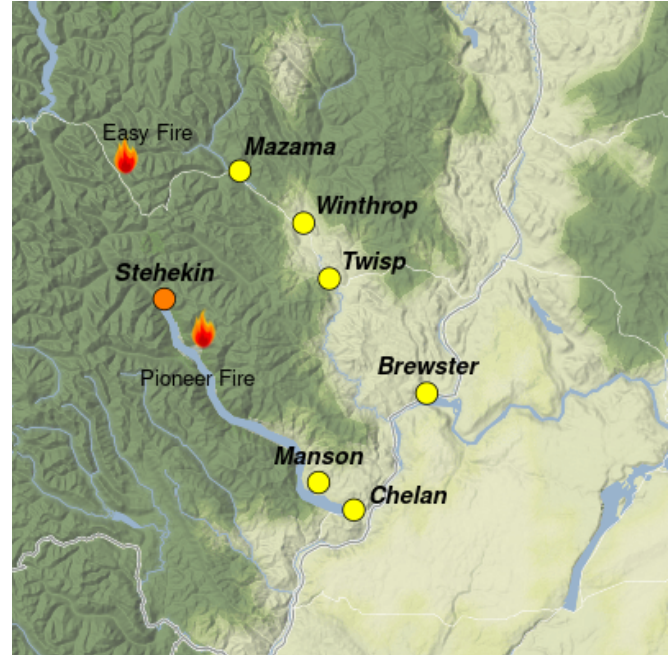 Easy Fire
Mazama
Winthrop
Twisp
Stehekin
Brewster
Pioneer Fire
Manson
Chelan